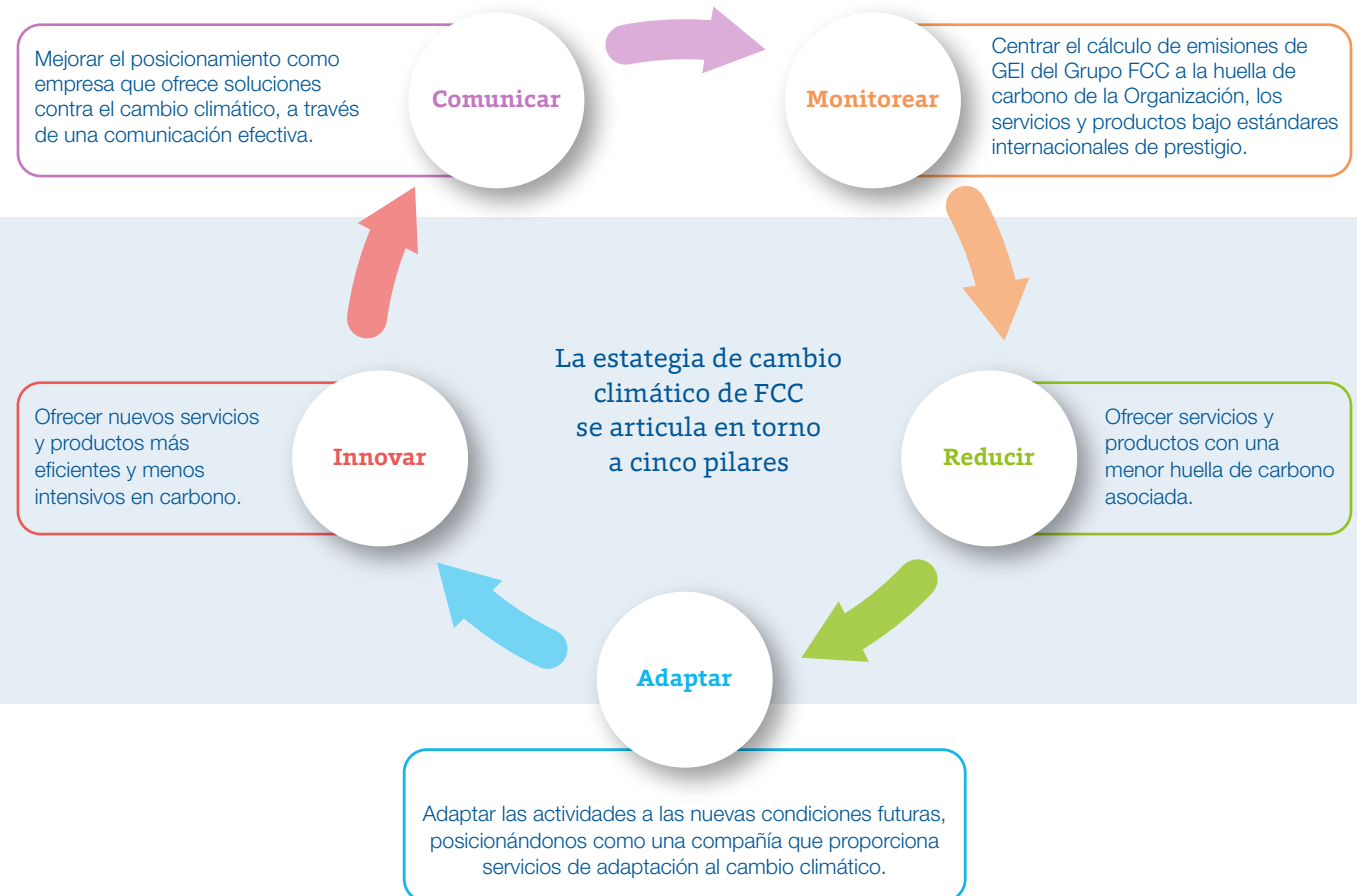 Mejorar el posicionamiento como
empresa que ofrece soluciones
contra el cambio climático, a través
de una comunicación efectiva.
Comunicar
Monitorear
Centrar el cálculo de emisiones de
GEI del Grupo FCC a la huella de
carbono de la Organización, los
servicios y productos bajo estándares
internacionales de prestigio.
La estategia de cambio
climático de FCC
se articula en torno
a cinco pilares
Ofrecer nuevos servicios
y productos más
eficientes y menos
intensivos en carbono.
Innovar
Reducir
Ofrecer servicios y
productos con una
menor huella de carbono
asociada.
Adaptar
Adaptar las actividades a las nuevas condiciones futuras,
posicionándonos como una compañía que proporciona
servicios de adaptación al cambio climático.